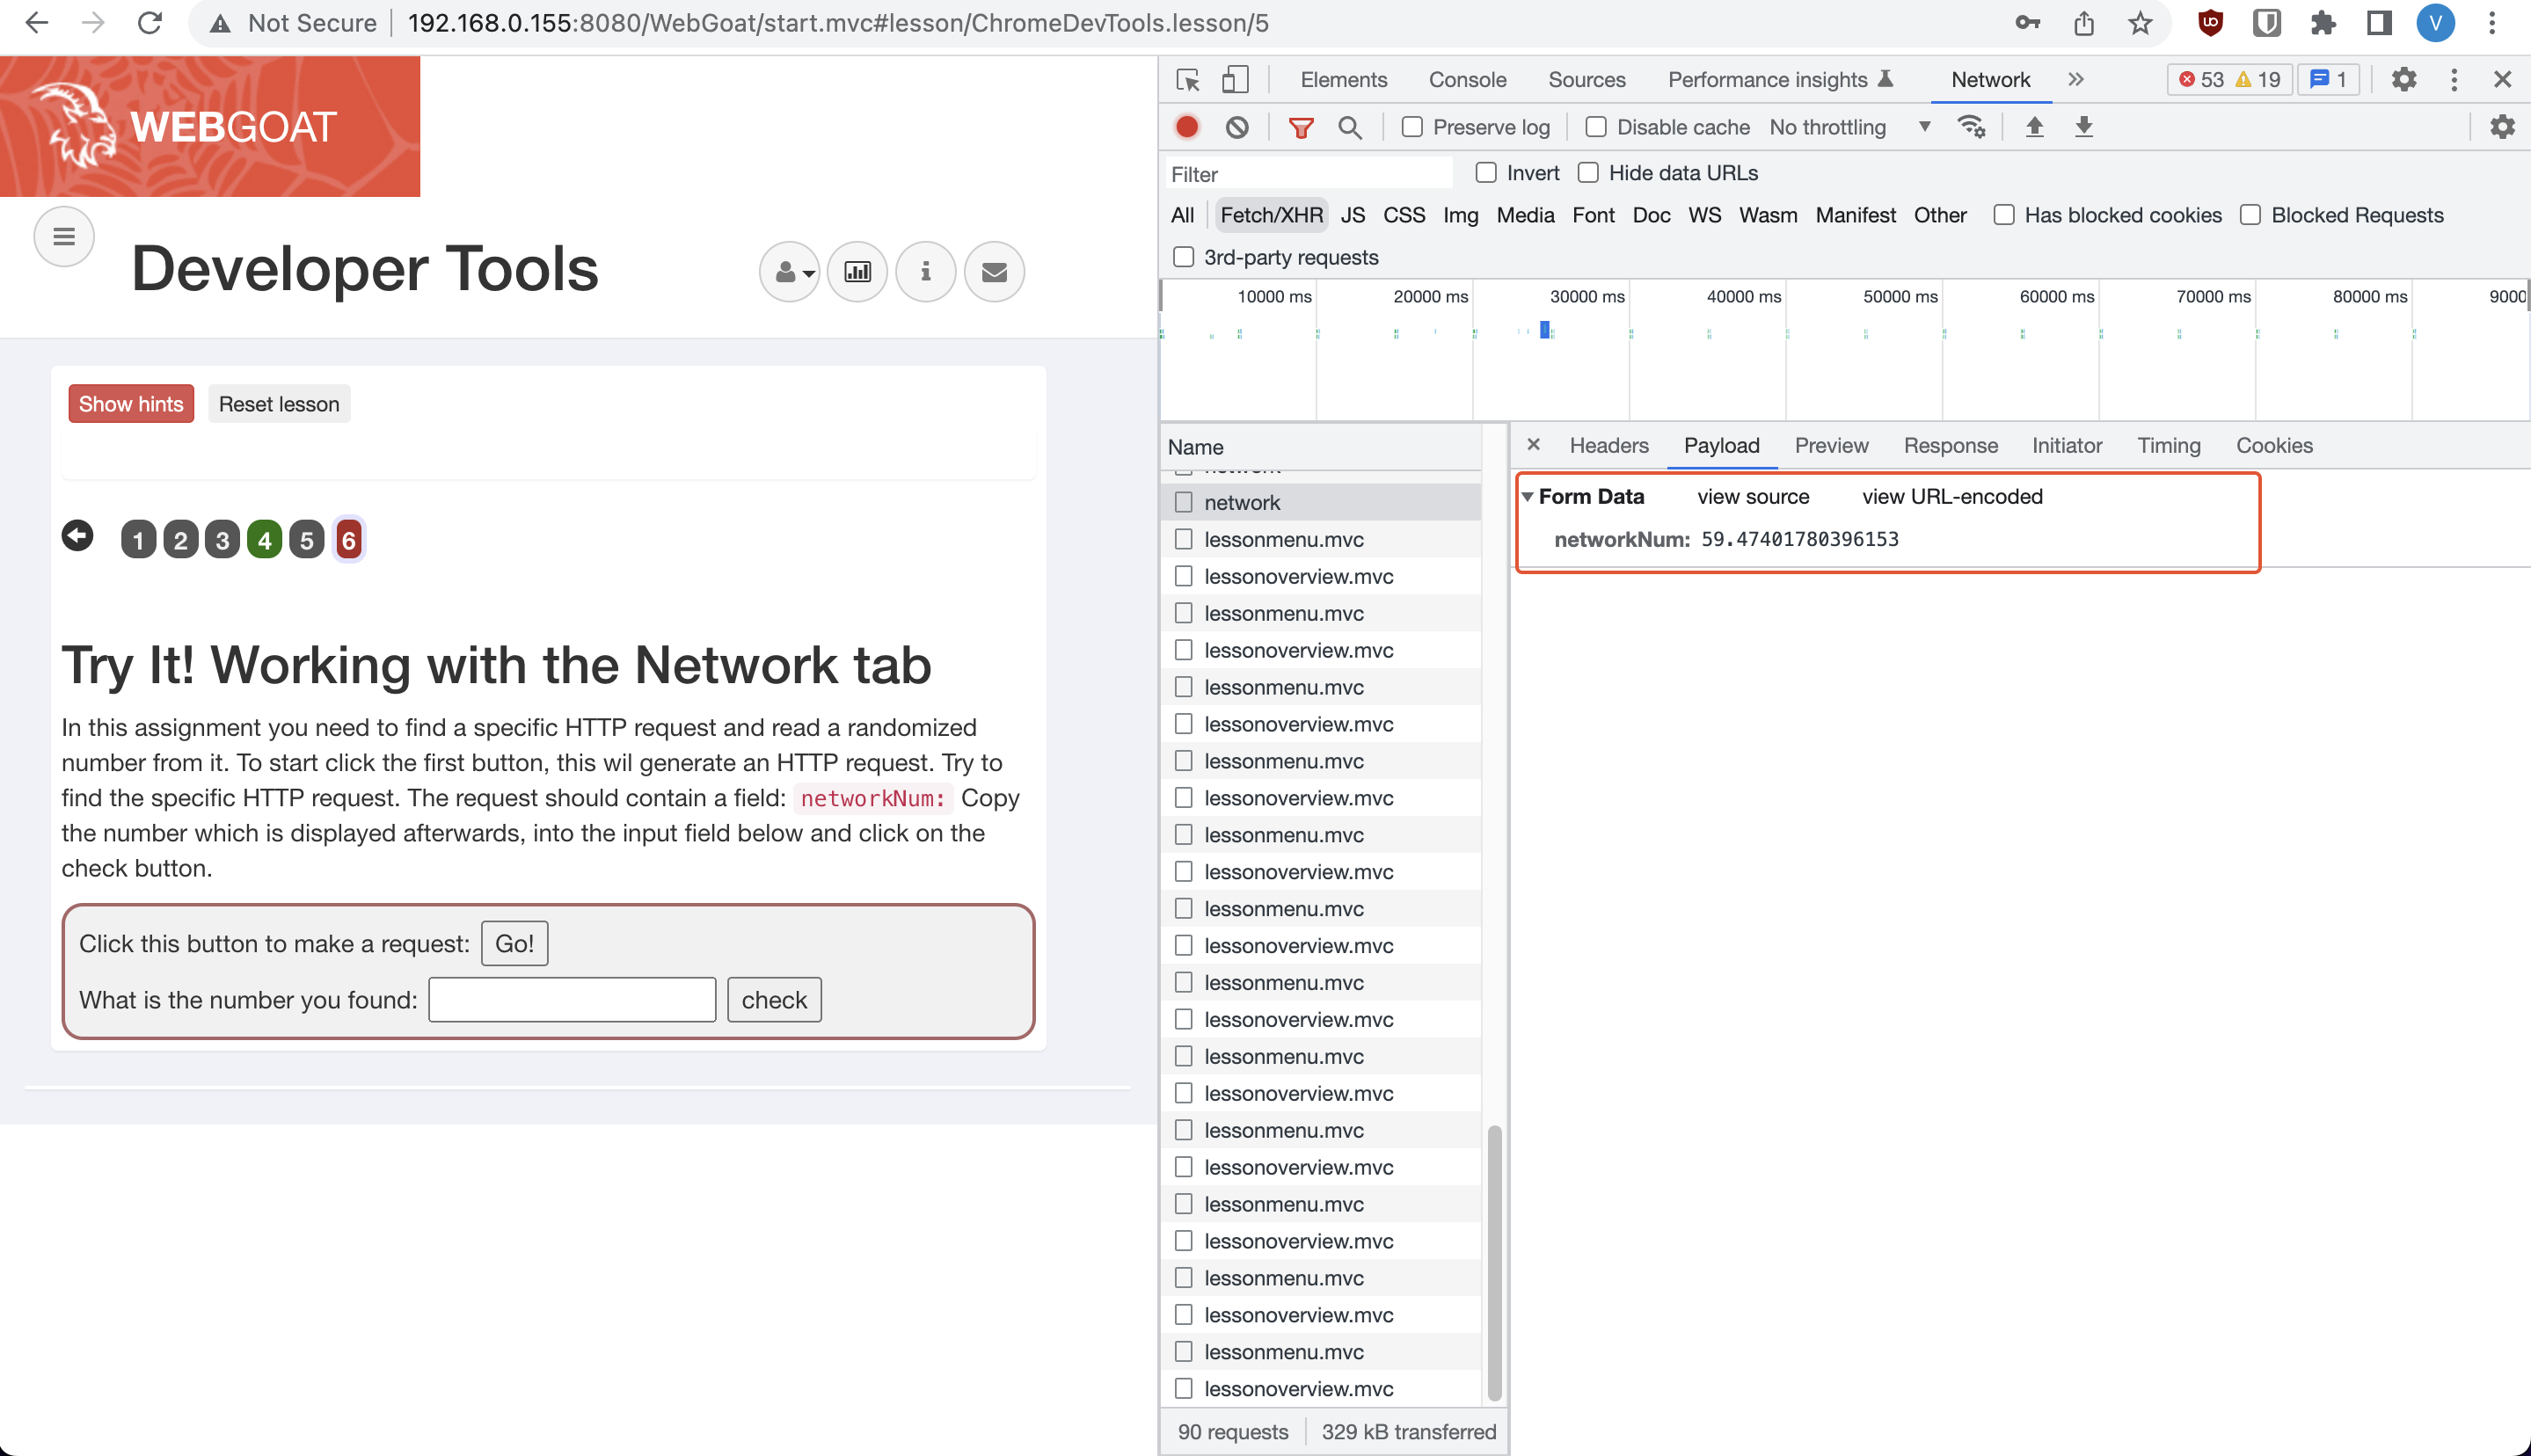 Not Secure
192.168.0.155:8080/WebGoat/start.mvc#lesson/ChromeDevTools.lesson/5
V
WEBGOAT
Developer Tools
Show hints
Reset lesson
1 2 3 4 5 6
Try It! Working with the Network tab
In this assignment you need to find a specific HTTP request and read a randomized
number from it. To start click the first button, this wil generate an HTTP request. Try to
find the specific HTTP request. The request should contain a field: networkNum: Copy
the number which is displayed afterwards, into the input field below and click on the
check button.
Click this button to make a request: Go!
What is the number you found: check
Elements Console Sources Performance insights Network 53 19 1
Preserve log Disable cache No throttling
Filter Invert Hide data URLs
All Fetch/XHR JS CSS Img Media Font Doc WS Wasm Manifest Other Has blocked cookies Blocked Requests
3rd-party requests
10000 ms 20000 ms 30000 ms 40000 ms 50000 ms 60000 ms 70000 ms 80000 ms 9000
Name
network
network
lessonmenu.mvc
lessonoverview.mvc
lessonmenu.mvc
lessonoverview.mvc
lessonmenu.mvc
lessonoverview.mvc
lessonmenu.mvc
lessonoverview.mvc
lessonmenu.mvc
lessonoverview.mvc
lessonmenu.mvc
lessonoverview.mvc
lessonmenu.mvc
lessonoverview.mvc
lessonmenu.mvc
lessonoverview.mvc
lessonmenu.mvc
lessonoverview.mvc
lessonmenu.mvc
lessonoverview.mvc
lessonmenu.mvc
lessonoverview.mvc
lessonmenu.mvc
lessonoverview.mvc
90 requests 329 kB transferred
Headers Payload Preview Response Initiator Timing Cookies
Form Data view source view URL-encoded
networkNum: 59.47401780396153